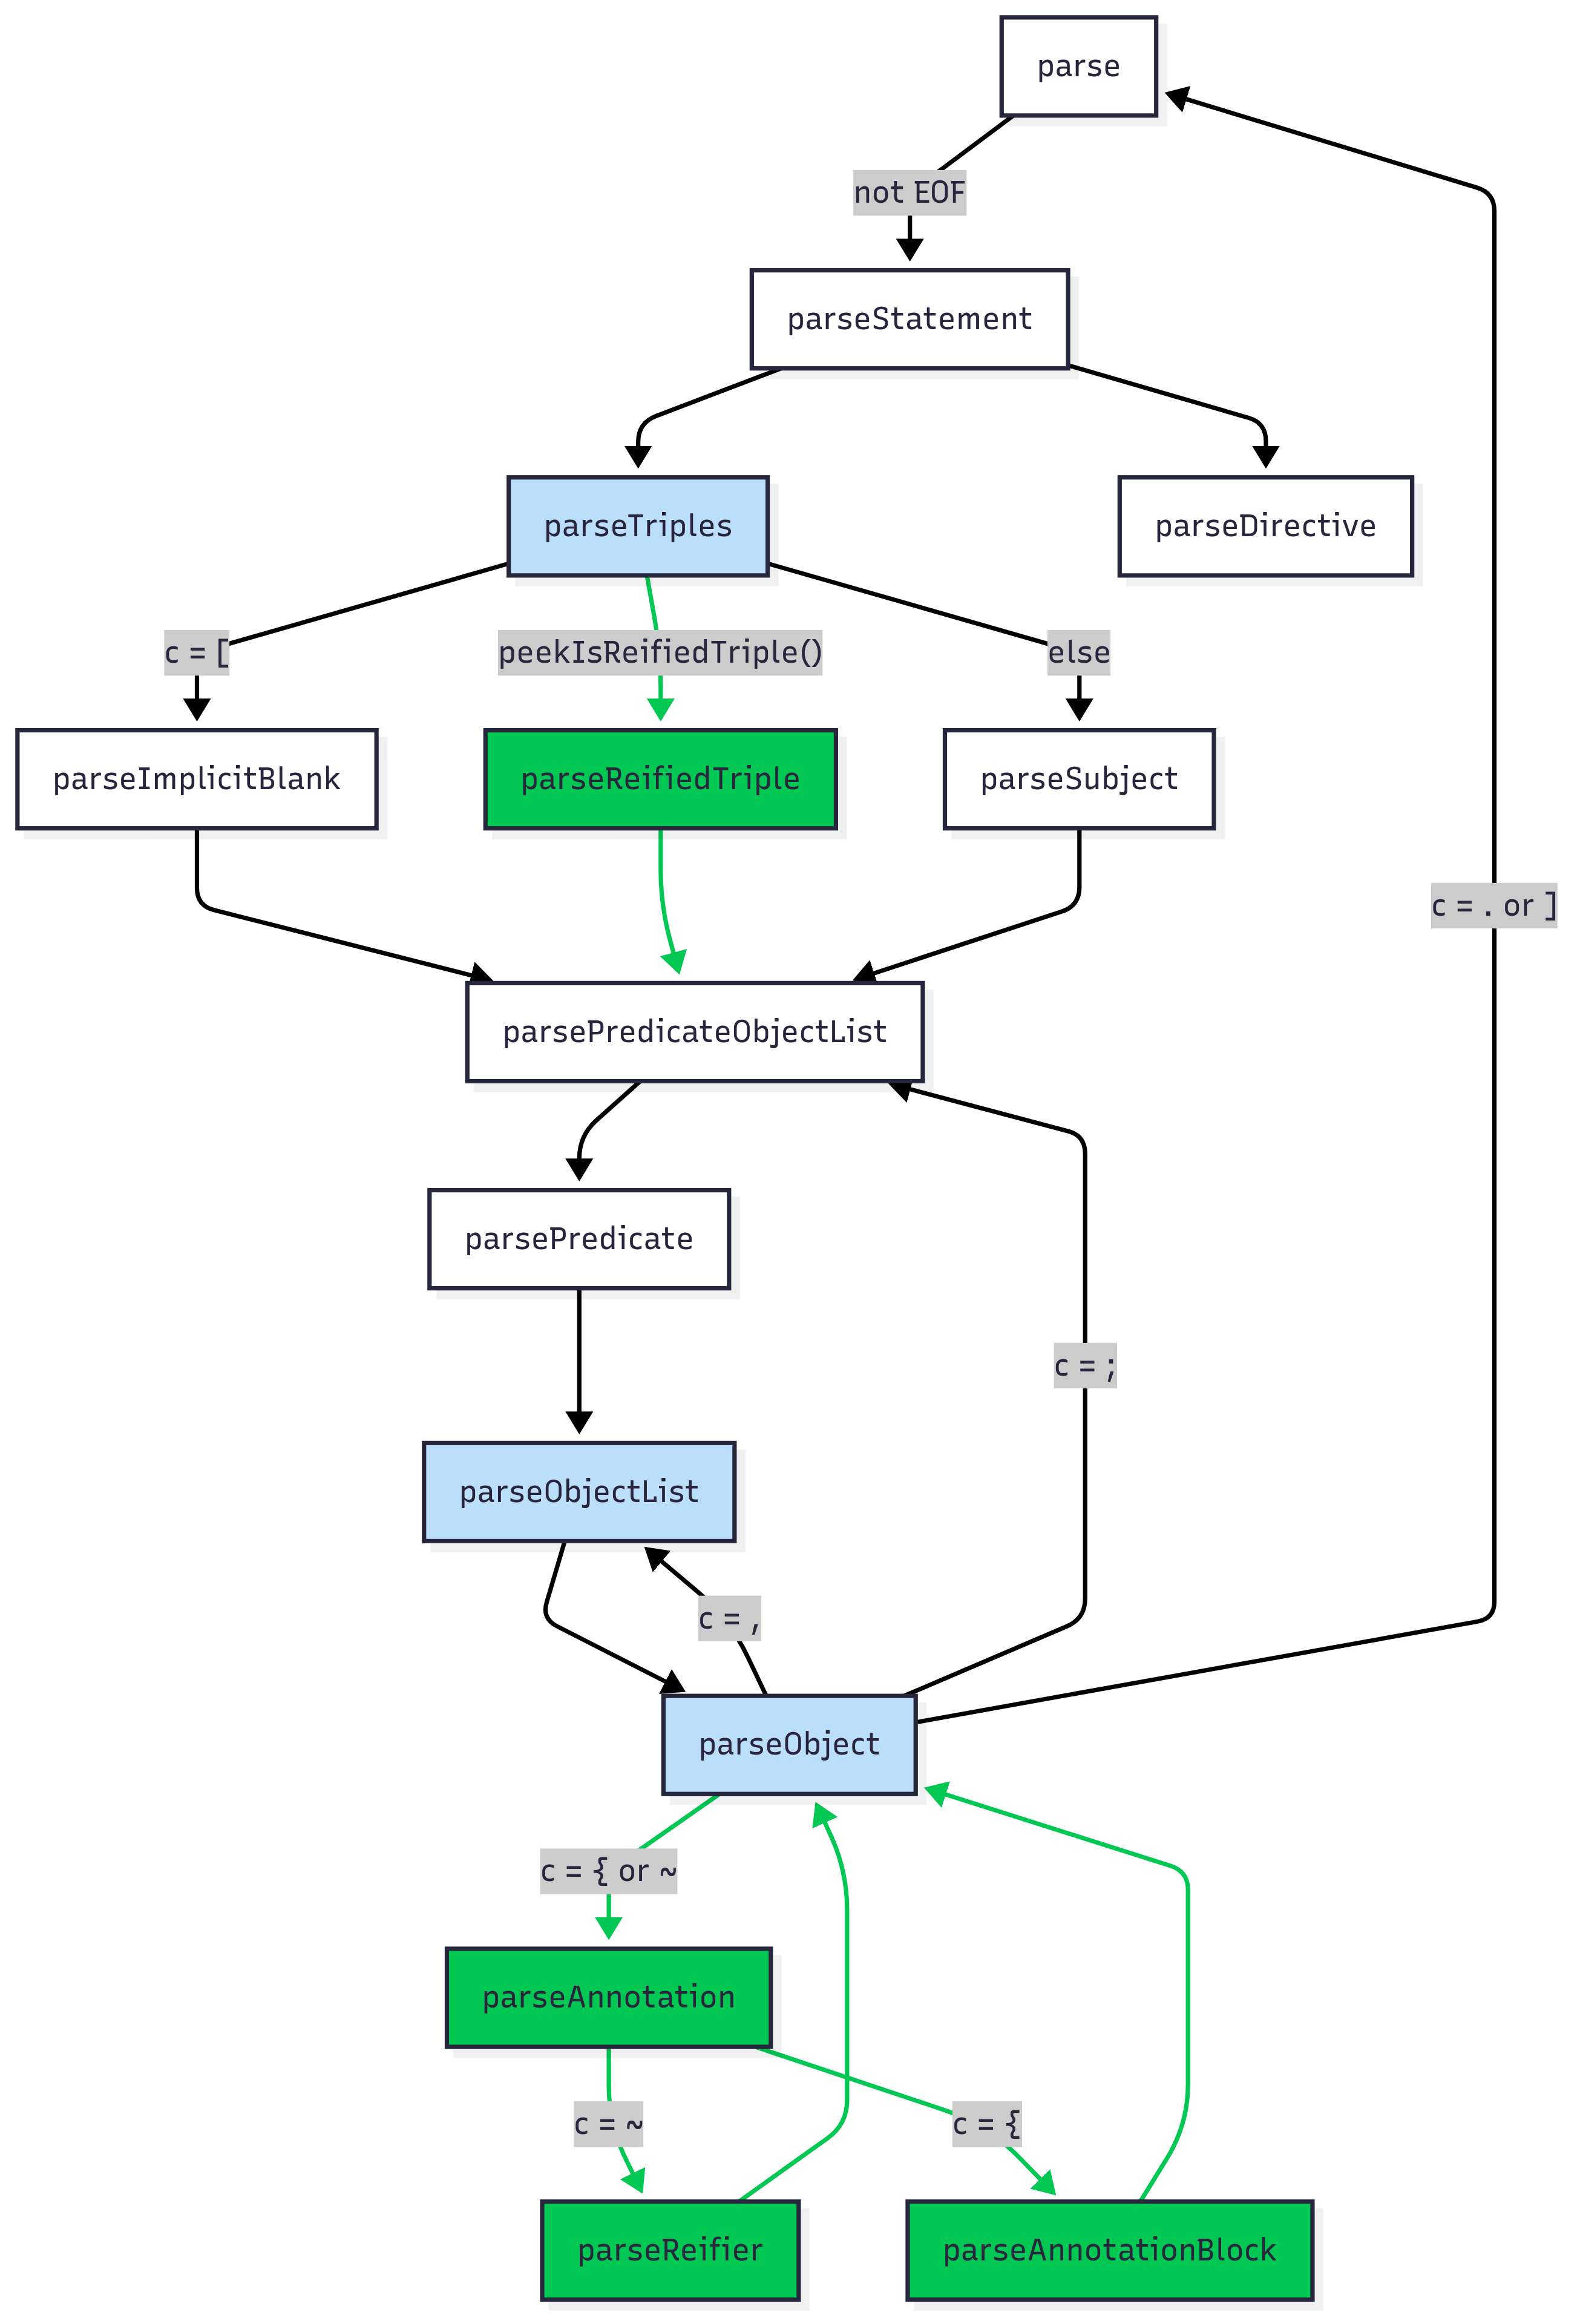 parse
not EOF
parseStatement
parseTriples
parseDirective
c = [
peekIsReifiedTriple()
else
parseImplicitBlank
parseReifiedTriple
parseSubject
c = . or ]
parsePredicateObjectList
parsePredicate
c = ;
parseObjectList
c = ,
parseObject
c = { or ~
parseAnnotation
c = ~
c = {
parseReifier
parseAnnotationBlock